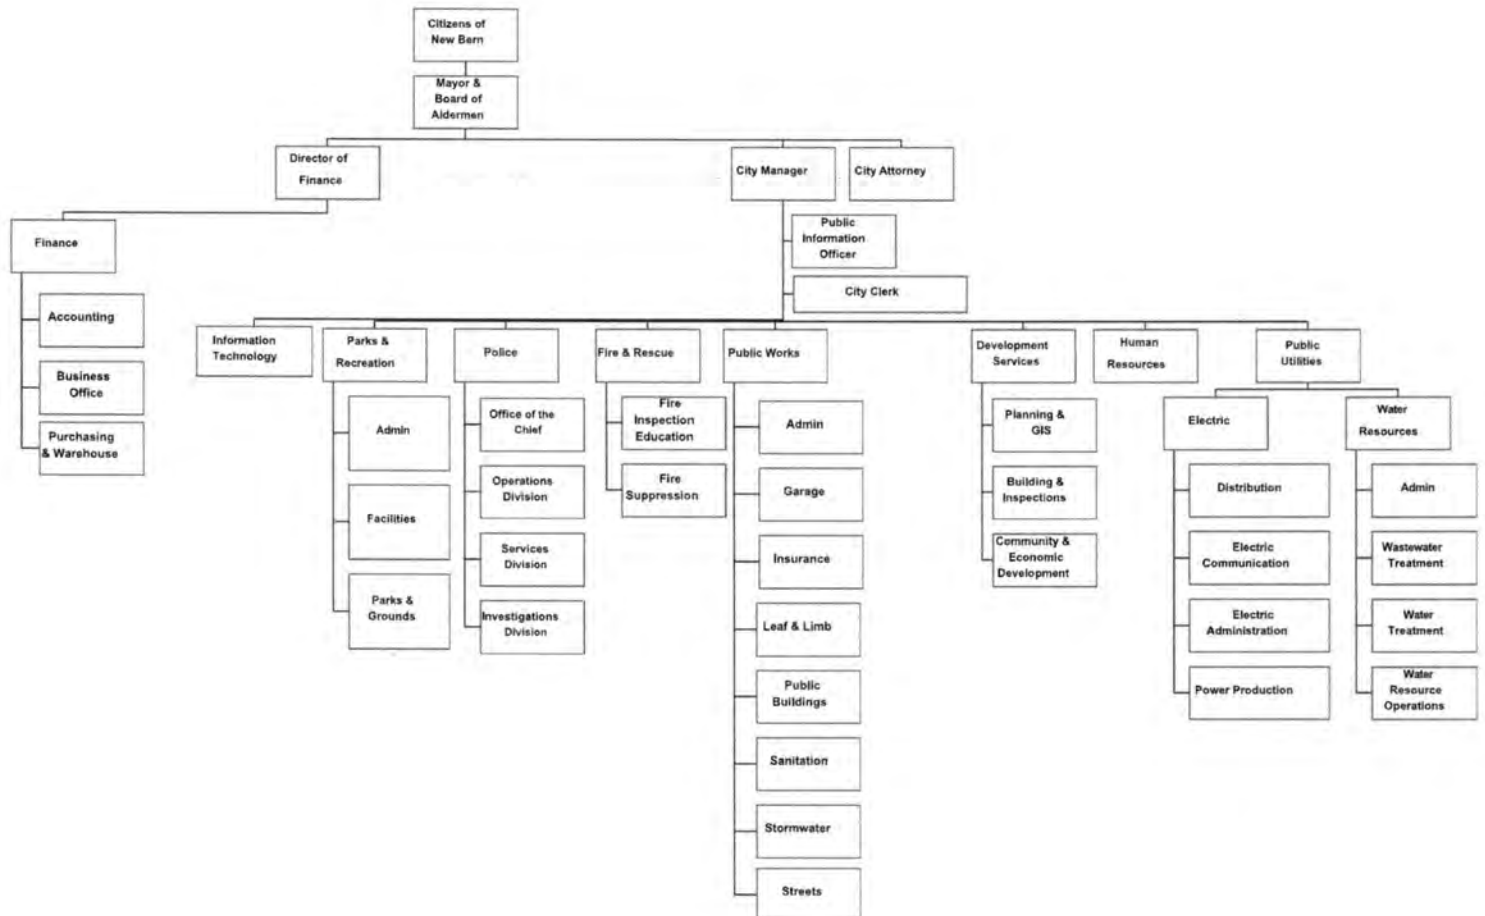 Citizens of
New Bern
Mayor &
Board of
Aldermen
Director of
Finance
City Manager
City Attorney
Finance
Public
Information
Officer
City Clerk
Accounting
Business
Office
Purchasing
& Warehouse
Information
Technology
Parks &
Recreation
Police
Fire & Rescue
Public Works
Development
Services
Human
Resources
Public
Utilities
Admin
Facilities
Parks &
Grounds
Office of the
Chief
Operations
Division
Services
Division
Investigations
Division
Fire
Inspection
Education
Fire
Suppression
Admin
Garage
Insurance
Leaf & Limb
Public
Buildings
Sanitation
Stormwater
Streets
Planning &
GIS
Building &
Inspections
Community &
Economic
Development
Electric
Water
Resources
Distribution
Electric
Communication
Electric
Administration
Power Production
Admin
Wastewater
Treatment
Water
Treatment
Water
Resource
Operations